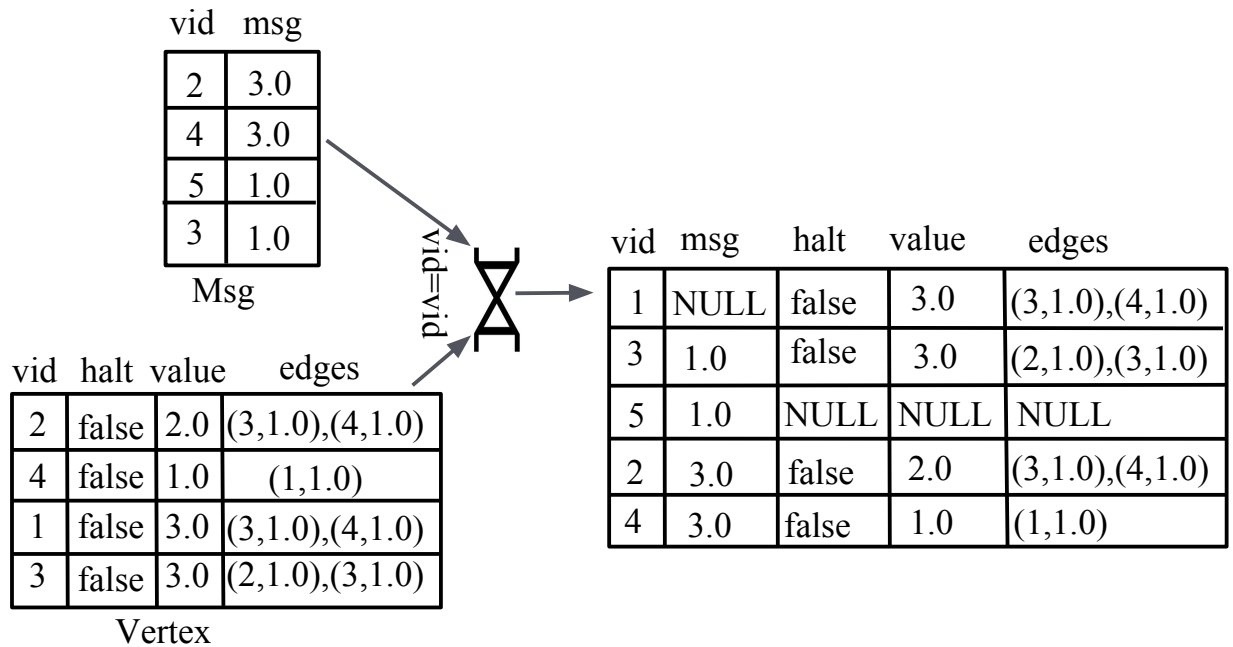 vid msg
2 3.0
4 3.0
5 1.0
3 1.0
Msg
vid=vid
vid halt value edges
2 false 2.0 (3,1.0),(4,1.0)
4 false 1.0 (1,1.0)
1 false 3.0 (3,1.0),(4,1.0)
3 false 3.0 (2,1.0),(3,1.0)
Vertex
vid msg halt value edges
1 NULL false 3.0 (3,1.0),(4,1.0)
3 1.0 false 3.0 (2,1.0),(3,1.0)
5 1.0 NULL NULL NULL
2 3.0 false 2.0 (3,1.0),(4,1.0)
4 3.0 false 1.0 (1,1.0)